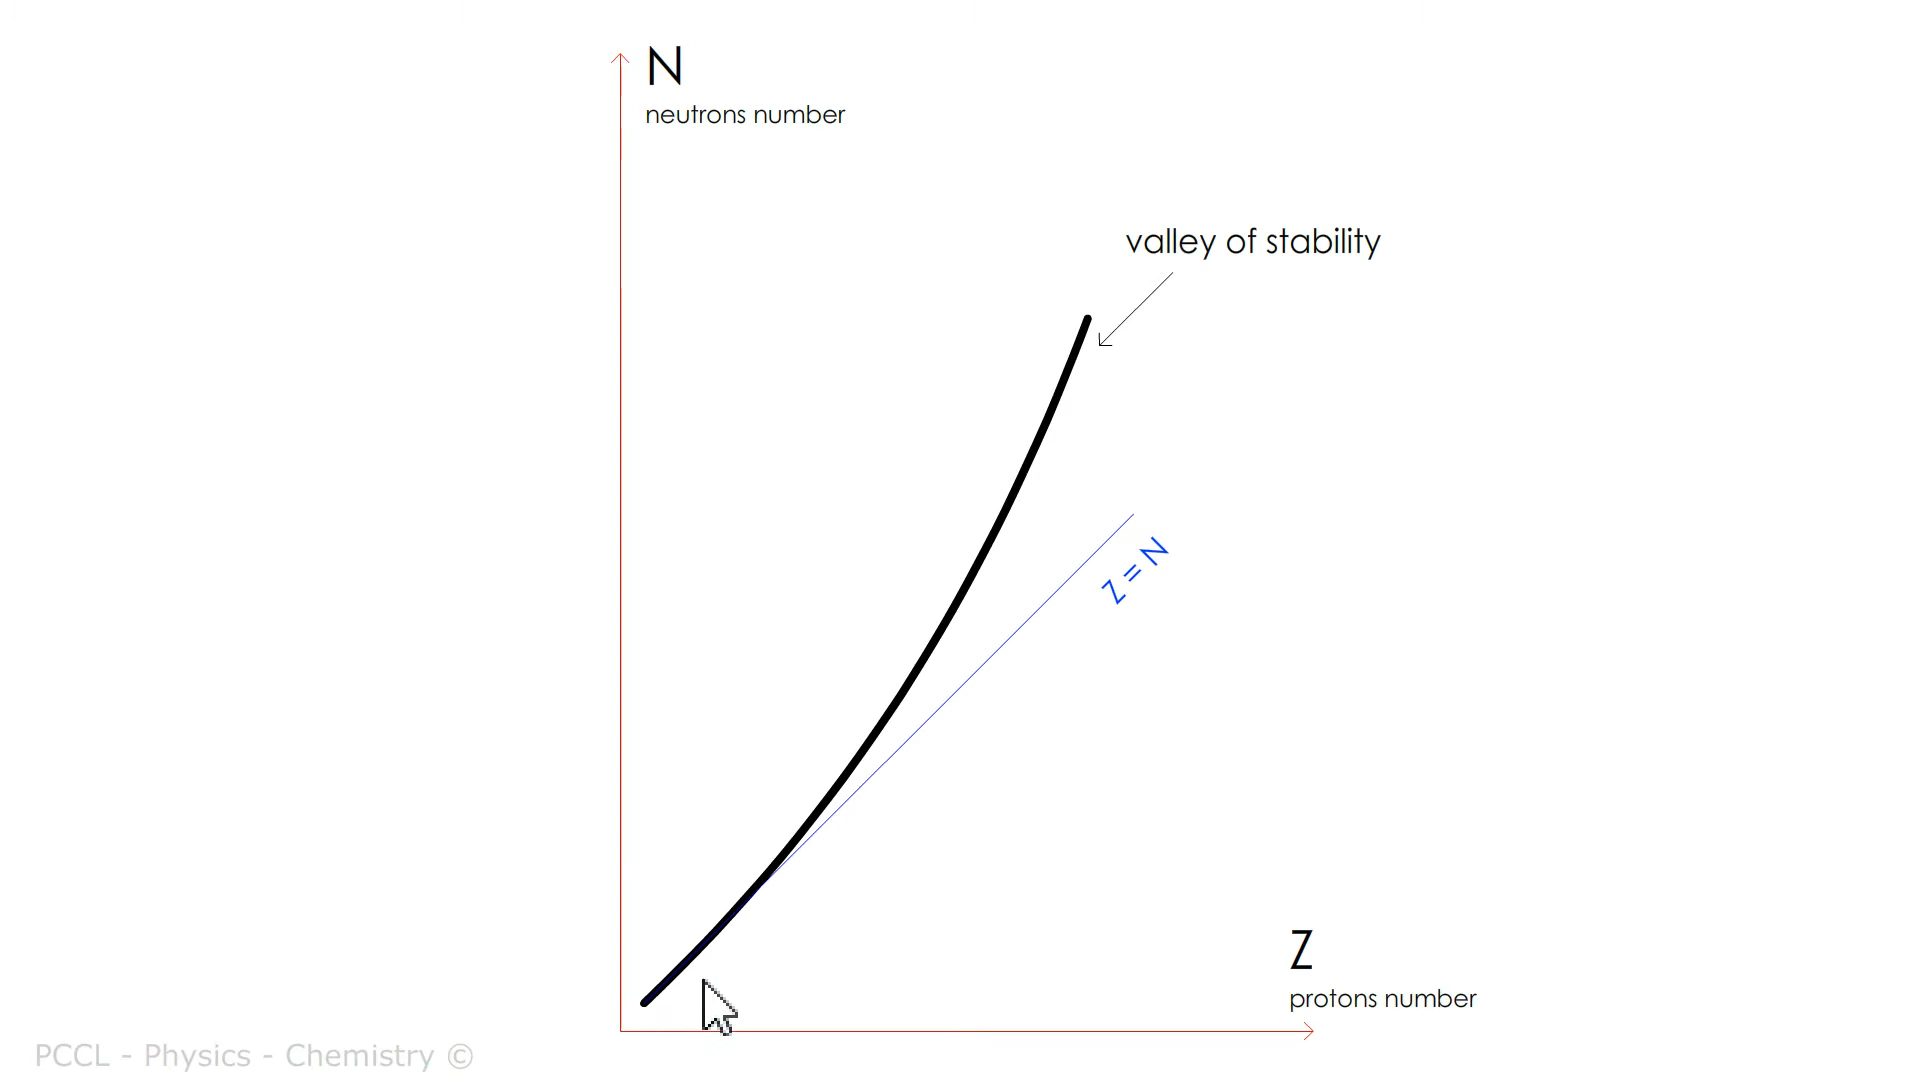 N
neutrons number
valley of stability
Z = N
Z
protons number
PCCL - Physics - Chemistry ©